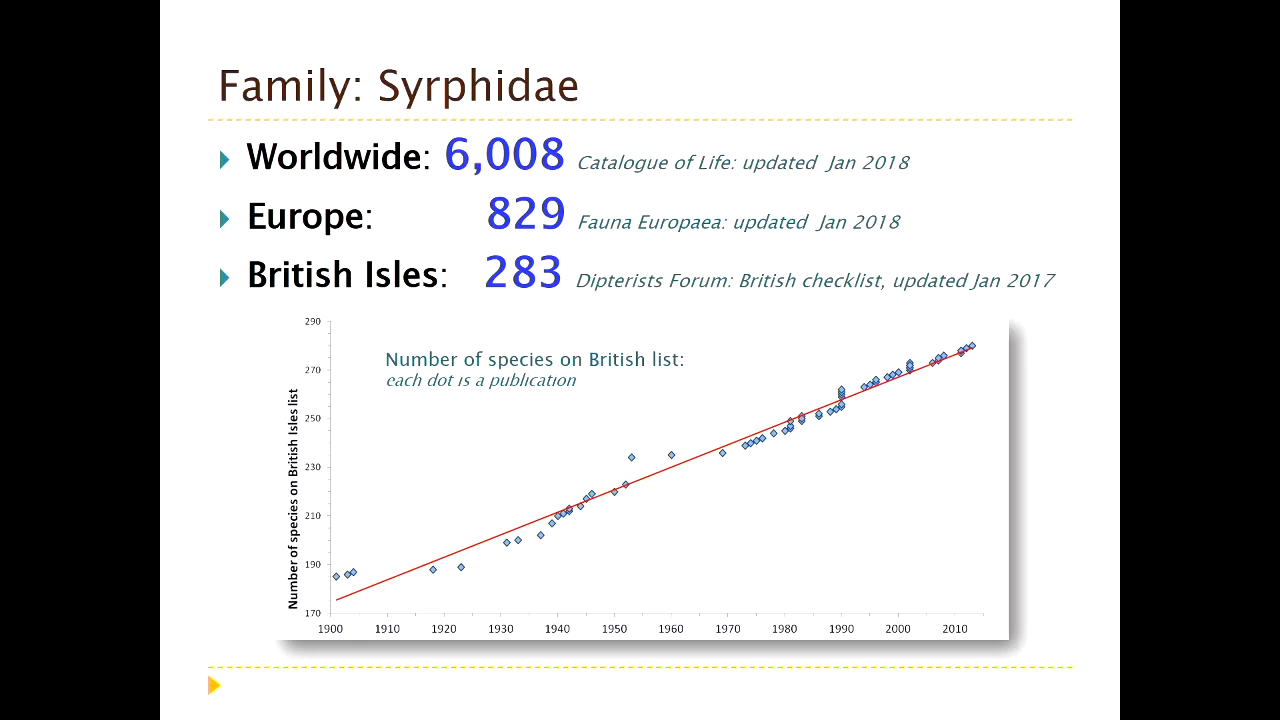 Family: Syrphidae
Worldwide: 6,008 Catalogue of Life: updated Jan 2018
Europe: 829 Fauna Europaea: updated Jan 2018
British Isles: 283 Dipterists Forum: British checklist, updated Jan 2017
Number of species on British list:
each dot is a publication
Number of species on British Isles list
290
270
250
230
210
190
170
1900 1910 1920 1930 1940 1950 1960 1970 1980 1990 2000 2010